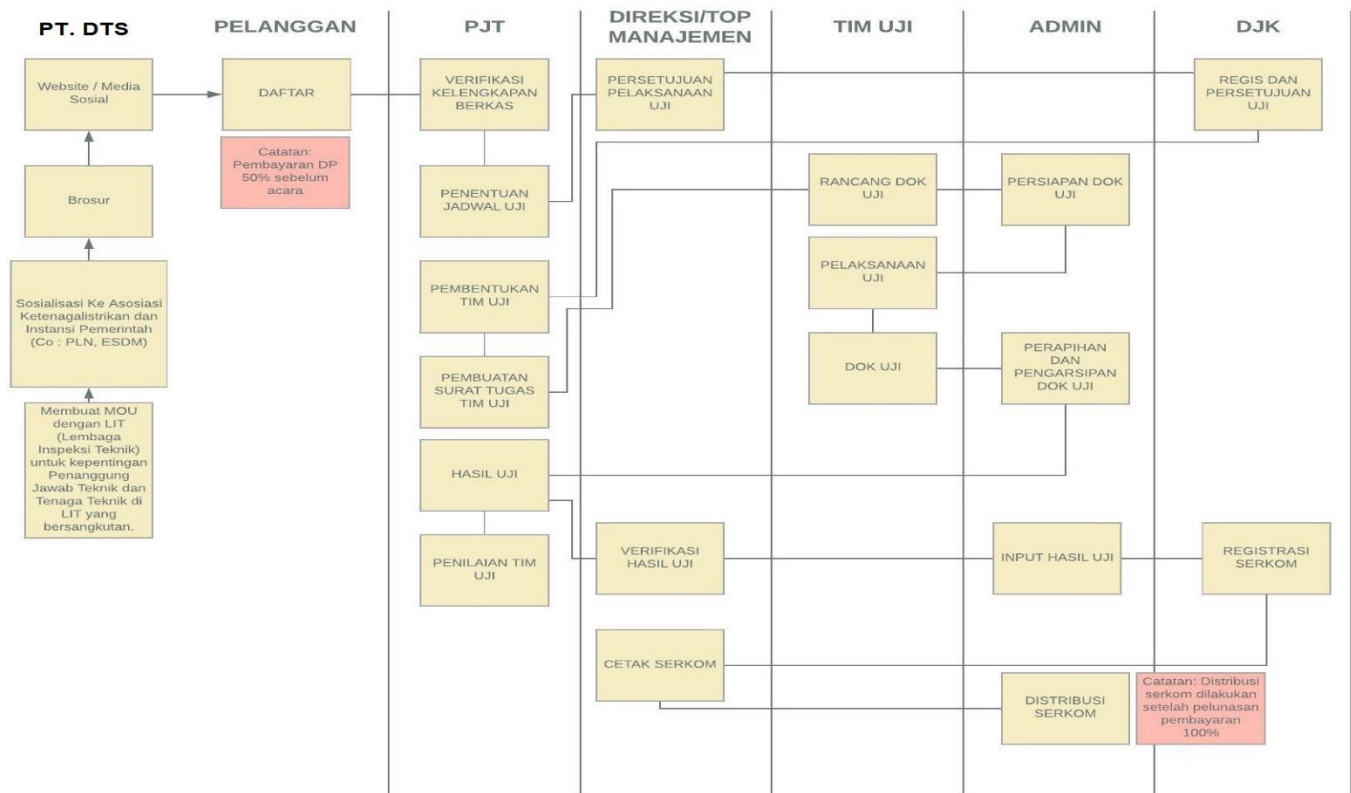 PT. DTS
PELANGGAN
PJT
DIREKSI/TOP
MANAJEMEN
TIM UJI
ADMIN
DJK
Website / Media
Sosial
DAFTAR
VERIFIKASI
KELENGKAPAN
BERKAS
PERSETUJUAN
PELAKSANAAN
UJI
REGIS DAN
PERSETUJUAN
UJI
Catatan:
Pembayaran DP
50% sebelum
acara
Brosur
PENENTUAN
JADWAL UJI
RANCANG DOK
UJI
PERSIAPAN DOK
UJI
Sosialisasi Ke Asosiasi
Ketenagalistrikan dan
Instansi Pemerintah
(Co : PLN, ESDM)
PEMBENTUKAN
TIM UJI
PELAKSANAAN
UJI
PEMBUATAN
SURAT TUGAS
TIM UJI
DOK UJI
PERAPIHAN
DAN
PENGARSIPAN
DOK UJI
Membuat MOU
dengan LIT
(Lembaga
Inspeksi Teknik)
untuk kepentingan
Penanggung
Jawab Teknik dan
Tenaga Teknik di
LIT yang
bersangkutan.
HASIL UJI
PENILAIAN TIM
UJI
VERIFIKASI
HASIL UJI
INPUT HASIL UJI
REGISTRASI
SERKOM
CETAK SERKOM
DISTRIBUSI
SERKOM
Catatan: Distribusi
serkom dilakukan
setelah pelunasan
pembayaran
100%